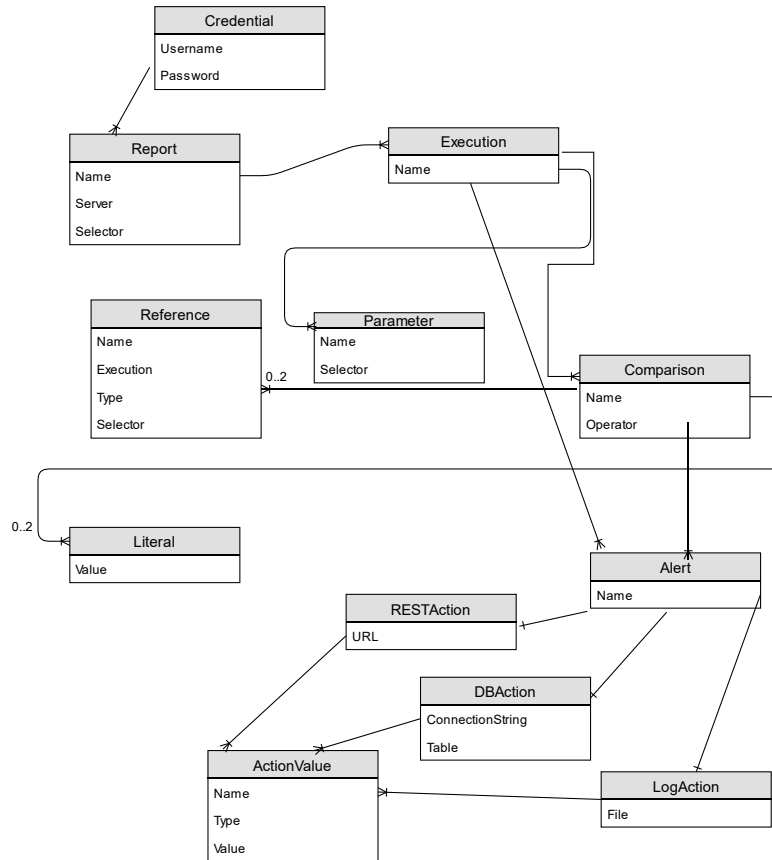 Credential
Username
Password
Report
Name
Server
Selector
Execution
Name
Reference
Name
Execution
Type
Selector
Parameter
Name
Selector
0..2
Comparison
Name
Operator
0..2
Literal
Value
Alert
Name
RESTAction
URL
DBAction
ConnectionString
Table
ActionValue
Name
Type
Value
LogAction
File